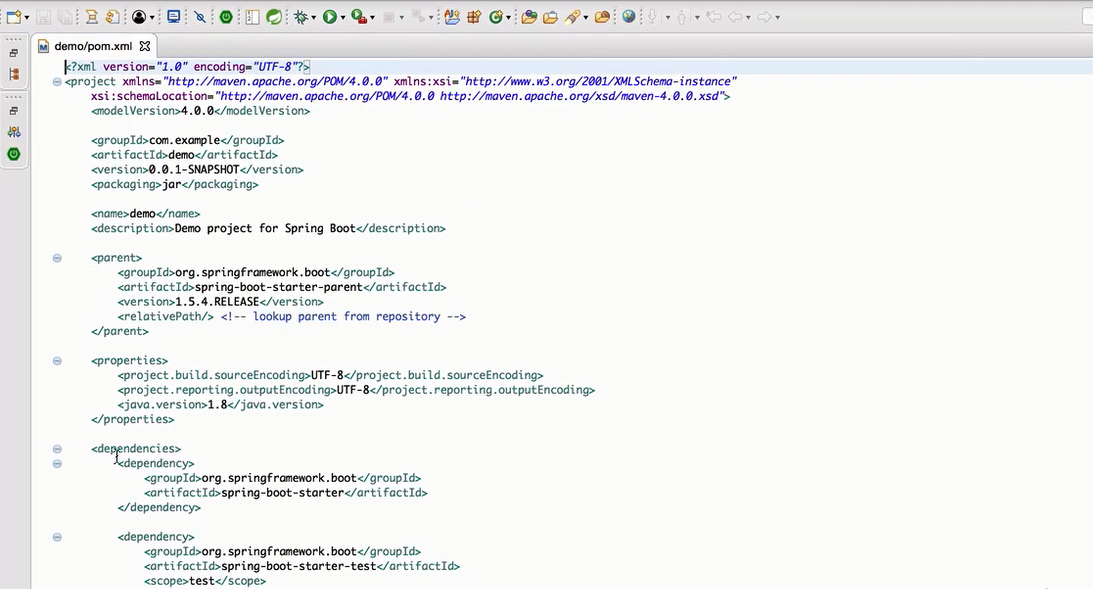 demo/pom.xml
<?xml version="1.0" encoding="UTF-8"?>
<project xmlns="http://maven.apache.org/POM/4.0.0" xmlns:xsi="http://www.w3.org/2001/XMLSchema-instance"
xsi:schemaLocation="http://maven.apache.org/POM/4.0.0 http://maven.apache.org/xsd/maven-4.0.0.xsd">
<modelVersion>4.0.0</modelVersion>
<groupId>com.example</groupId>
<artifactId>demo</artifactId>
<version>0.0.1-SNAPSHOT</version>
<packaging>jar</packaging>
<name>demo</name>
<description>Demo project for Spring Boot</description>
<parent>
<groupId>org.springframework.boot</groupId>
<artifactId>spring-boot-starter-parent</artifactId>
<version>1.5.4.RELEASE</version>
<relativePath/> <!-- lookup parent from repository -->
</parent>
<properties>
<project.build.sourceEncoding>UTF-8</project.build.sourceEncoding>
<project.reporting.outputEncoding>UTF-8</project.reporting.outputEncoding>
<java.version>1.8</java.version>
</properties>
<dependencies>
<dependency>
<groupId>org.springframework.boot</groupId>
<artifactId>spring-boot-starter</artifactId>
</dependency>
<dependency>
<groupId>org.springframework.boot</groupId>
<artifactId>spring-boot-starter-test</artifactId>
<scope>test</scope>